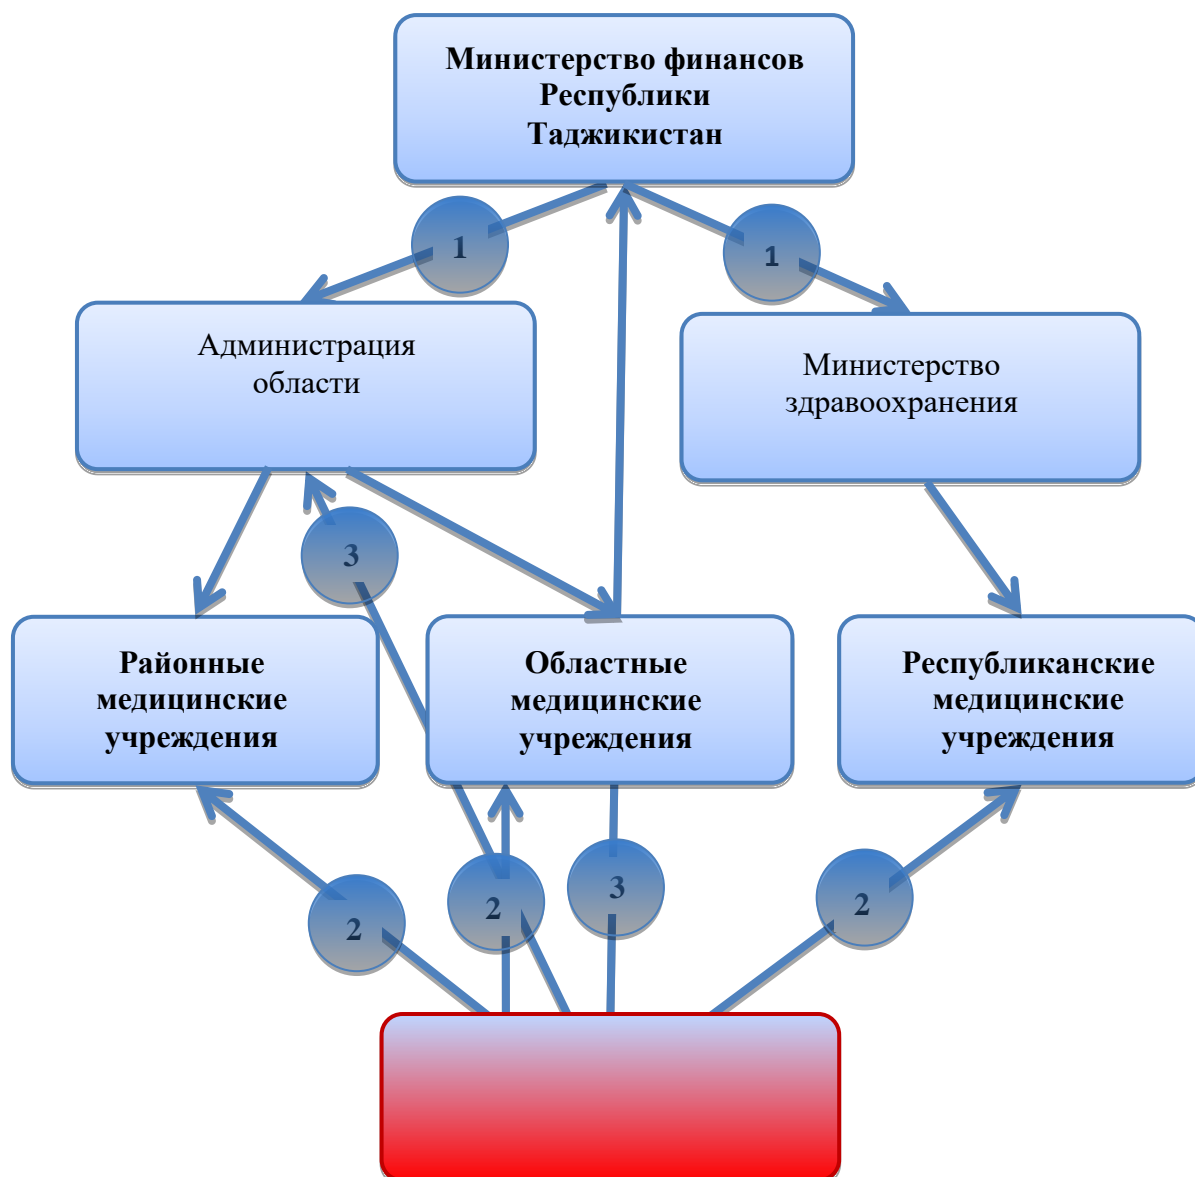 Министерство финансов
Республики
Таджикистан
1
1
Администрация
области
Министерство
здравоохранения
3
Районные
медицинские
учреждения
Областные
медицинские
учреждения
Республиканские
медицинские
учреждения
2
2
3
2